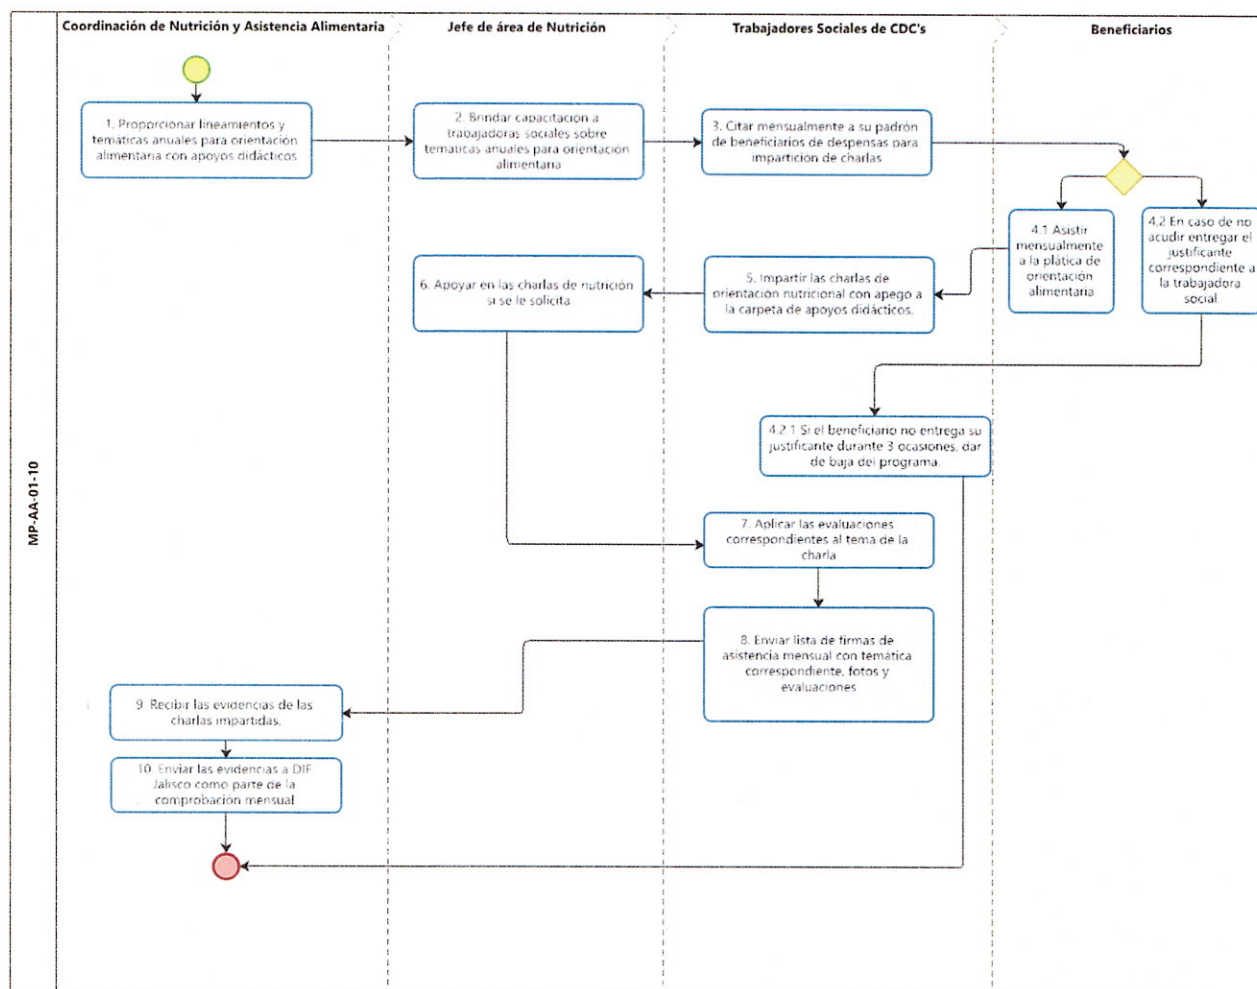 Coordinación de Nutrición y Asistencia Alimentaria
Jefe de área de Nutrición
Trabajadores Sociales de CDC's
Beneficiarios
MP-AA-01-10
1. Proporcionar lineamientos y
temáticas anuales para orientación
alimentaria con apoyos didácticos
2. Brindar capacitación a
trabajadoras sociales sobre
temáticas anuales para orientación
alimentaria
3. Citar mensualmente a su padrón
de beneficiarios de despensas para
impartición de charlas
4.1 Asistir
mensualmente
a la plática de
orientación
alimentaria
4.2 En caso de no
acudir entregar el
justificante
correspondiente a
la trabajadora
social.
6. Apoyar en las charlas de nutrición
si se le solicita
5. Impartir las charlas de
orientación nutricional con apego a
la carpeta de apoyos didácticos.
4.2.1 Si el beneficiario no entrega su
justificante durante 3 ocasiones, dar
de baja del programa.
7. Aplicar las evaluaciones
correspondientes al tema de la
charla
8. Enviar lista de firmas de
asistencia mensual con temática
correspondiente, fotos y
evaluaciones
9. Recibir las evidencias de las
charlas impartidas.
10. Enviar las evidencias a DIF
Jalisco como parte de la
comprobación mensual